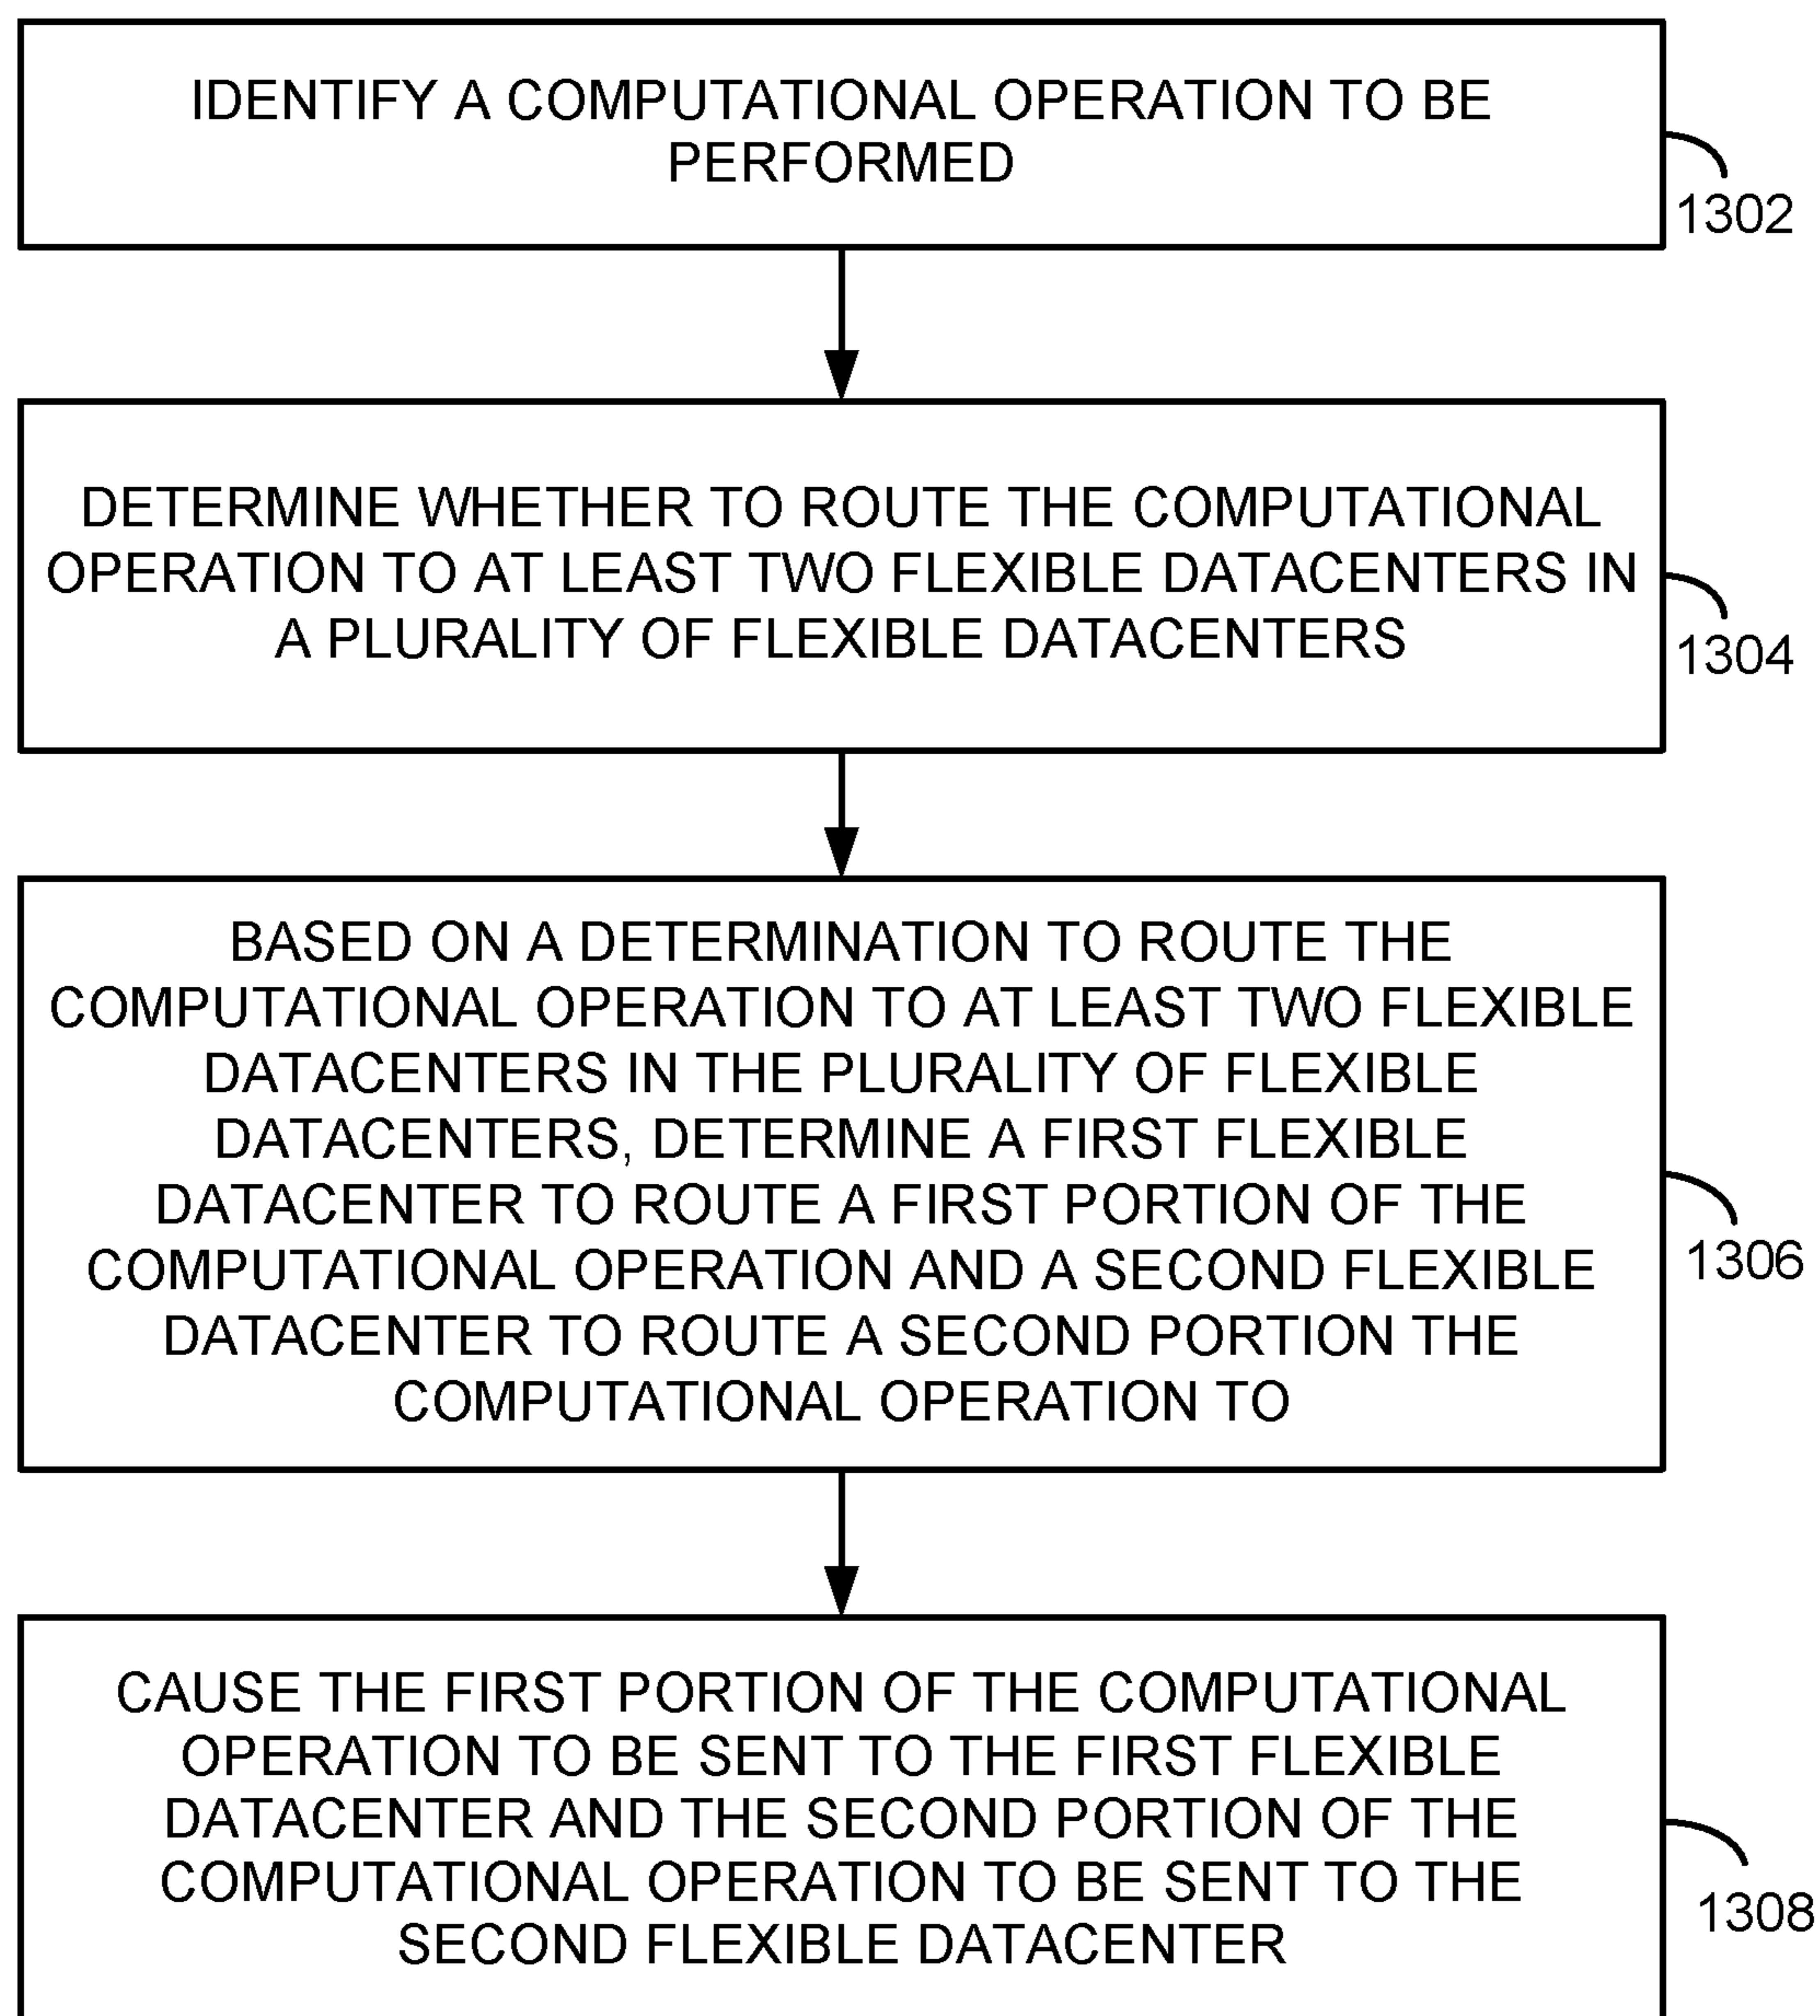 IDENTIFY A COMPUTATIONAL OPERATION TO BE
PERFORMED
1302
DETERMINE WHETHER TO ROUTE THE COMPUTATIONAL
OPERATION TO AT LEAST TWO FLEXIBLE DATACENTERS IN
A PLURALITY OF FLEXIBLE DATACENTERS
1304
BASED ON A DETERMINATION TO ROUTE THE
COMPUTATIONAL OPERATION TO AT LEAST TWO FLEXIBLE
DATACENTERS IN THE PLURALITY OF FLEXIBLE
DATACENTERS, DETERMINE A FIRST FLEXIBLE
DATACENTER TO ROUTE A FIRST PORTION OF THE
COMPUTATIONAL OPERATION AND A SECOND FLEXIBLE
DATACENTER TO ROUTE A SECOND PORTION THE
COMPUTATIONAL OPERATION TO
1306
CAUSE THE FIRST PORTION OF THE COMPUTATIONAL
OPERATION TO BE SENT TO THE FIRST FLEXIBLE
DATACENTER AND THE SECOND PORTION OF THE
COMPUTATIONAL OPERATION TO BE SENT TO THE
SECOND FLEXIBLE DATACENTER
1308